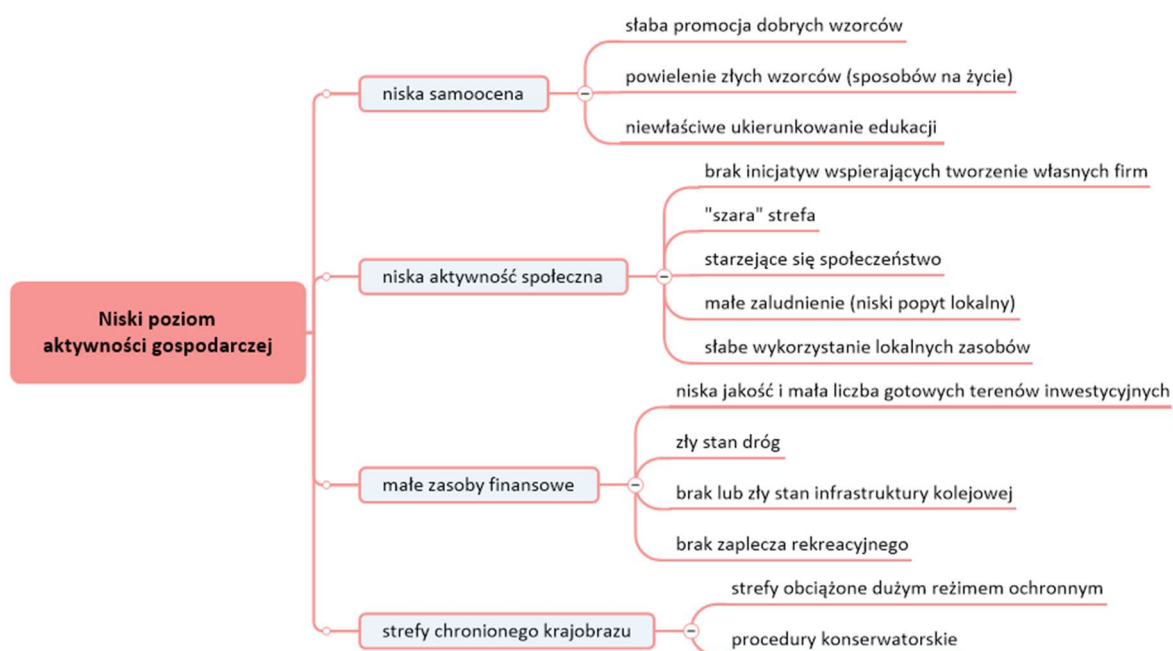 Niski poziom
aktywności gospodarczej
niska samoocena
słaba promocja dobrych wzorców
powielenie złych wzorców (sposobów na życie)
niewłaściwe ukierunkowanie edukacji
niska aktywność społeczna
brak inicjatyw wspierających tworzenie własnych firm
"szara" strefa
starzejące się społeczeństwo
małe zaludnienie (niski popyt lokalny)
słabe wykorzystanie lokalnych zasobów
małe zasoby finansowe
niska jakość i mała liczba gotowych terenów inwestycyjnych
zły stan dróg
brak lub zły stan infrastruktury kolejowej
brak zaplecza rekreacyjnego
strefy chronionego krajobrazu
strefy obciążone dużym reżimem ochronnym
procedury konserwatorskie